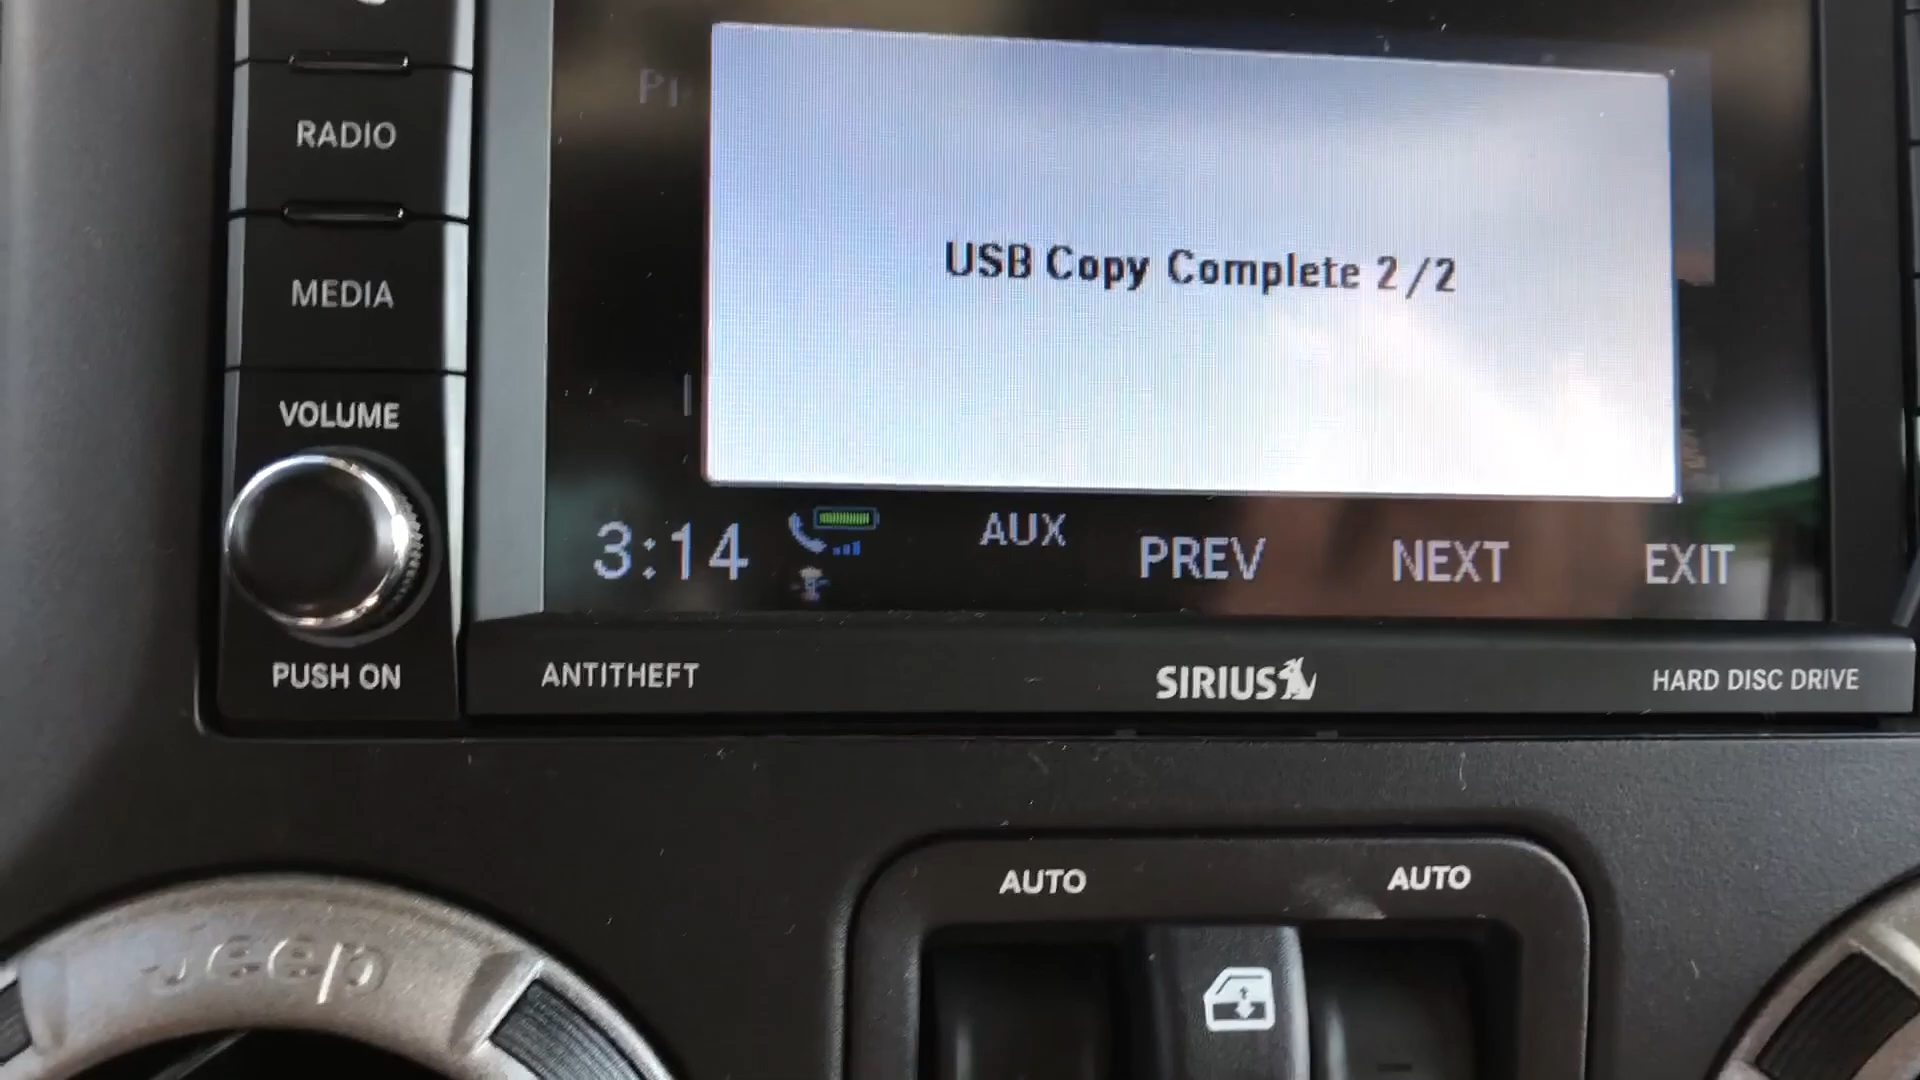 RADIO
MEDIA
VOLUME
PUSH ON
USB Copy Complete 2/2
3:14
AUX
PREV
NEXT
EXIT
ANTITHEFT
SIRIUS
HARD DISC DRIVE
AUTO
AUTO
Jeep